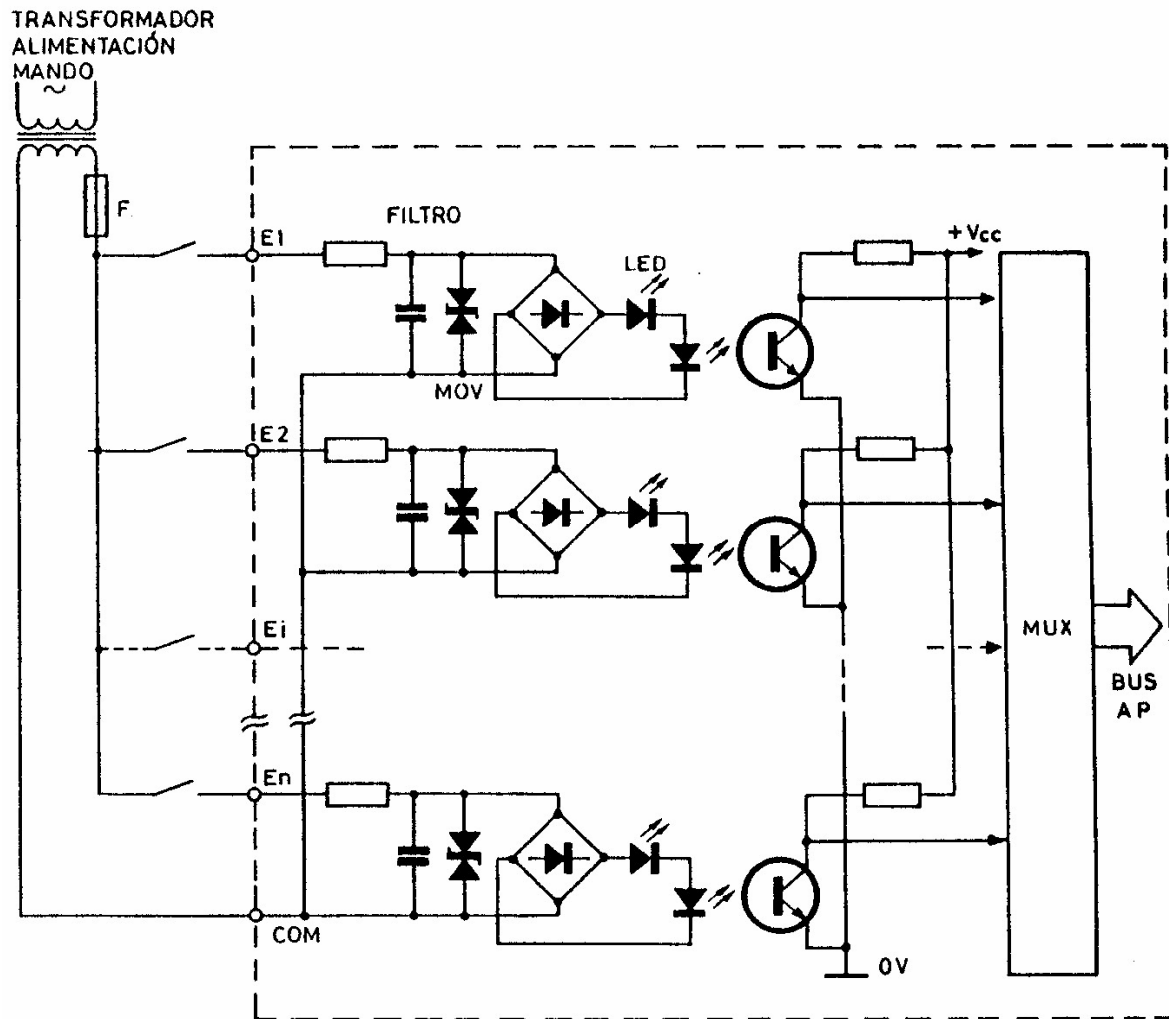 TRANSFORMADOR
ALIMENTACIÓN
MANDO
~
F.
E1
FILTRO
LED
+Vcc
MOV
E2
Ei
MUX
BUS
AP
En
COM
0V